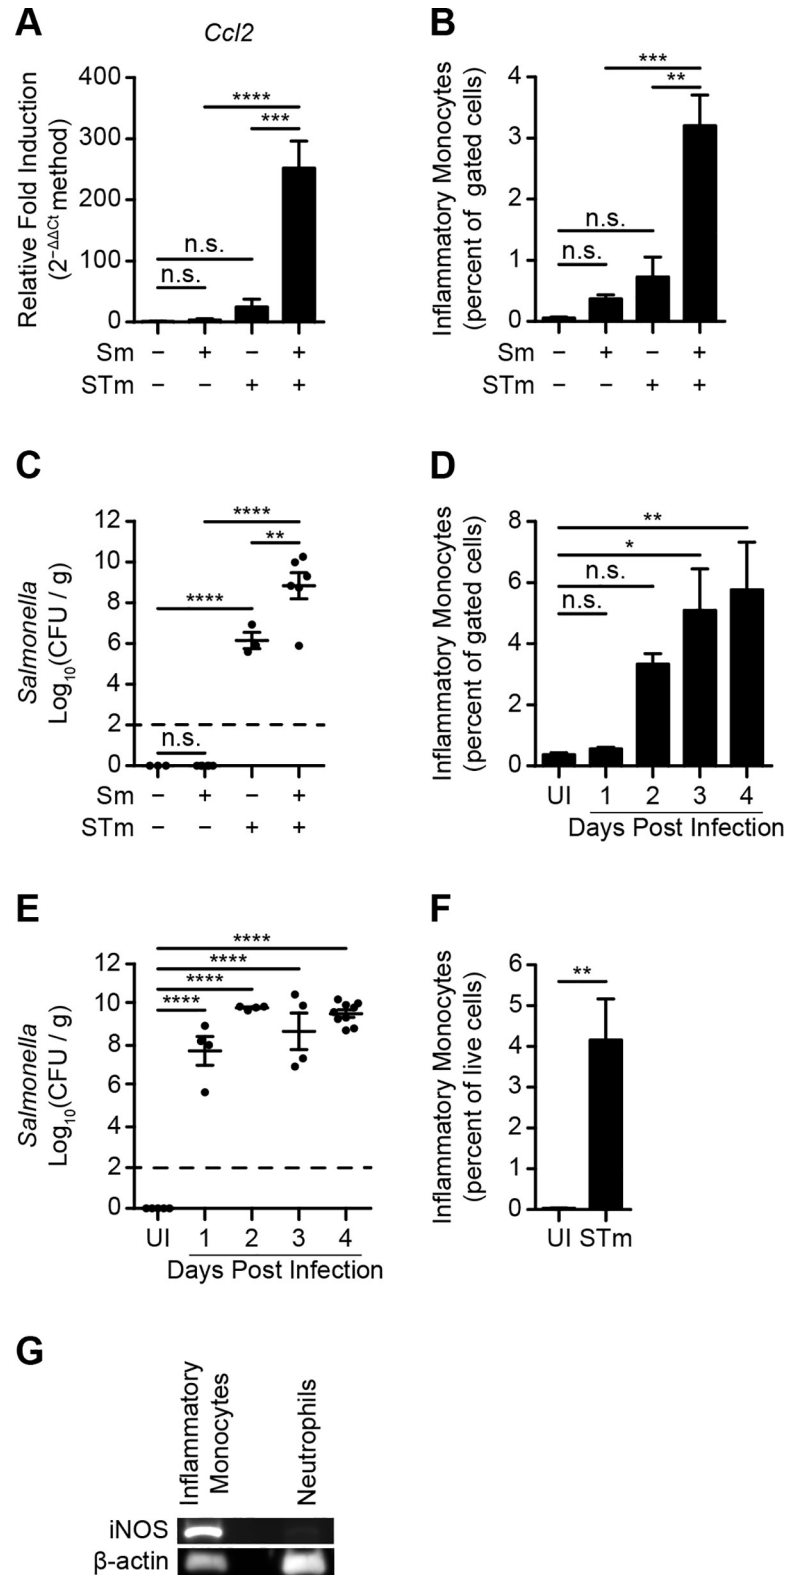 A
Ccl2
Relative Fold Induction
(2−ΔΔCt method)
400
300
200
100
0
****
***
n.s.
n.s.
Sm − + − +
STm − − + +
B
Inflammatory Monocytes
(percent of gated cells)
4
3
2
1
0
***
**
n.s.
n.s.
Sm − + − +
STm − − + +
C
Salmonella
Log10(CFU / g)
12
10
8
6
4
2
0
****
**
****
n.s.
Sm − + − +
STm − − + +
D
Inflammatory Monocytes
(percent of gated cells)
8
6
4
2
0
**
*
n.s.
n.s.
UI 1 2 3 4
Days Post Infection
E
Salmonella
Log10(CFU / g)
12
10
8
6
4
2
0
****
****
****
****
UI 1 2 3 4
Days Post Infection
F
Inflammatory Monocytes
(percent of live cells)
6
5
4
3
2
1
0
**
UI STm
G
Inflammatory
Monocytes
Neutrophils
iNOS
β-actin